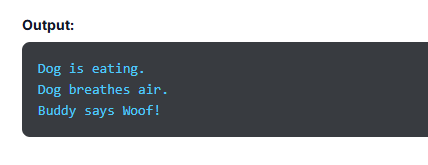 Output:
Dog is eating.
Dog breathes air.
Buddy says Woof!